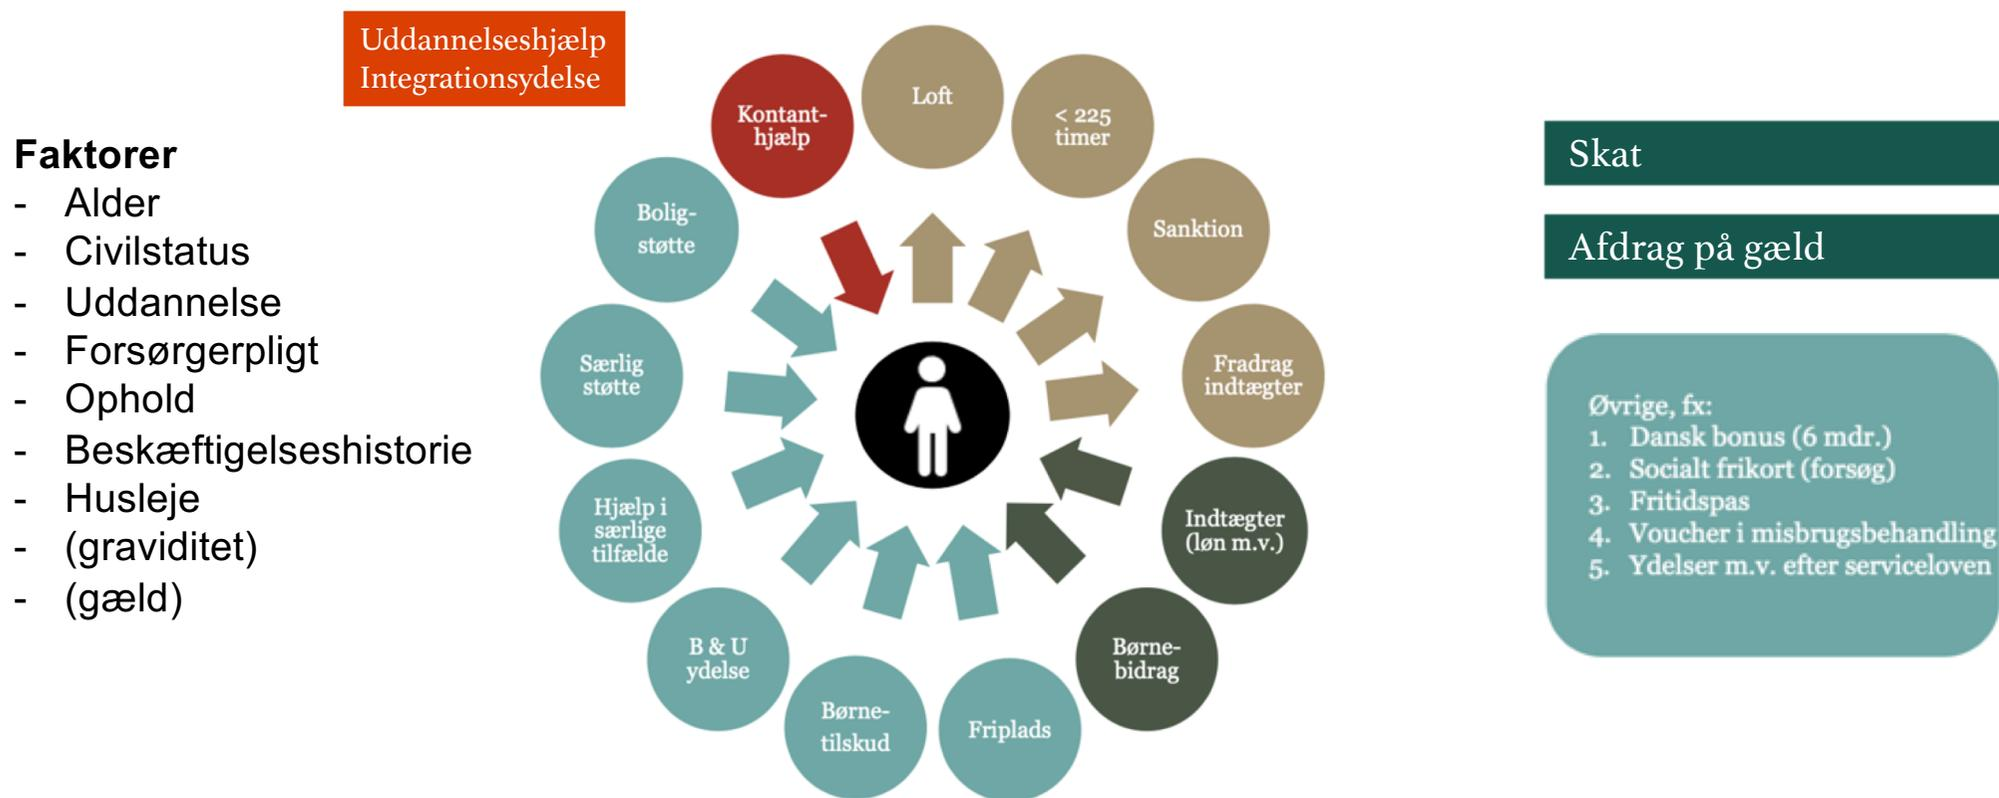 Uddannelseshjælp
Integrationsydelse
Faktorer
- Alder
- Civilstatus
- Uddannelse
- Forsørgerpligt
- Ophold
- Beskæftigelseshistorie
- Husleje
- (graviditet)
- (gæld)
Kontant-
hjælp
Loft
< 225
timer
Sanktion
Fradrag
indtægter
Indtægter
(løn m.v.)
Børne-
bidrag
Friplads
Børne-
tilskud
B & U
ydelse
Hjælp i
særlige
tilfælde
Særlig
støtte
Bolig-
støtte
Skat
Afdrag på gæld
Øvrige, fx:
1. Dansk bonus (6 mdr.)
2. Socialt frikort (forsøg)
3. Fritidspas
4. Voucher i misbrugsbehandling
5. Ydelser m.v. efter serviceloven